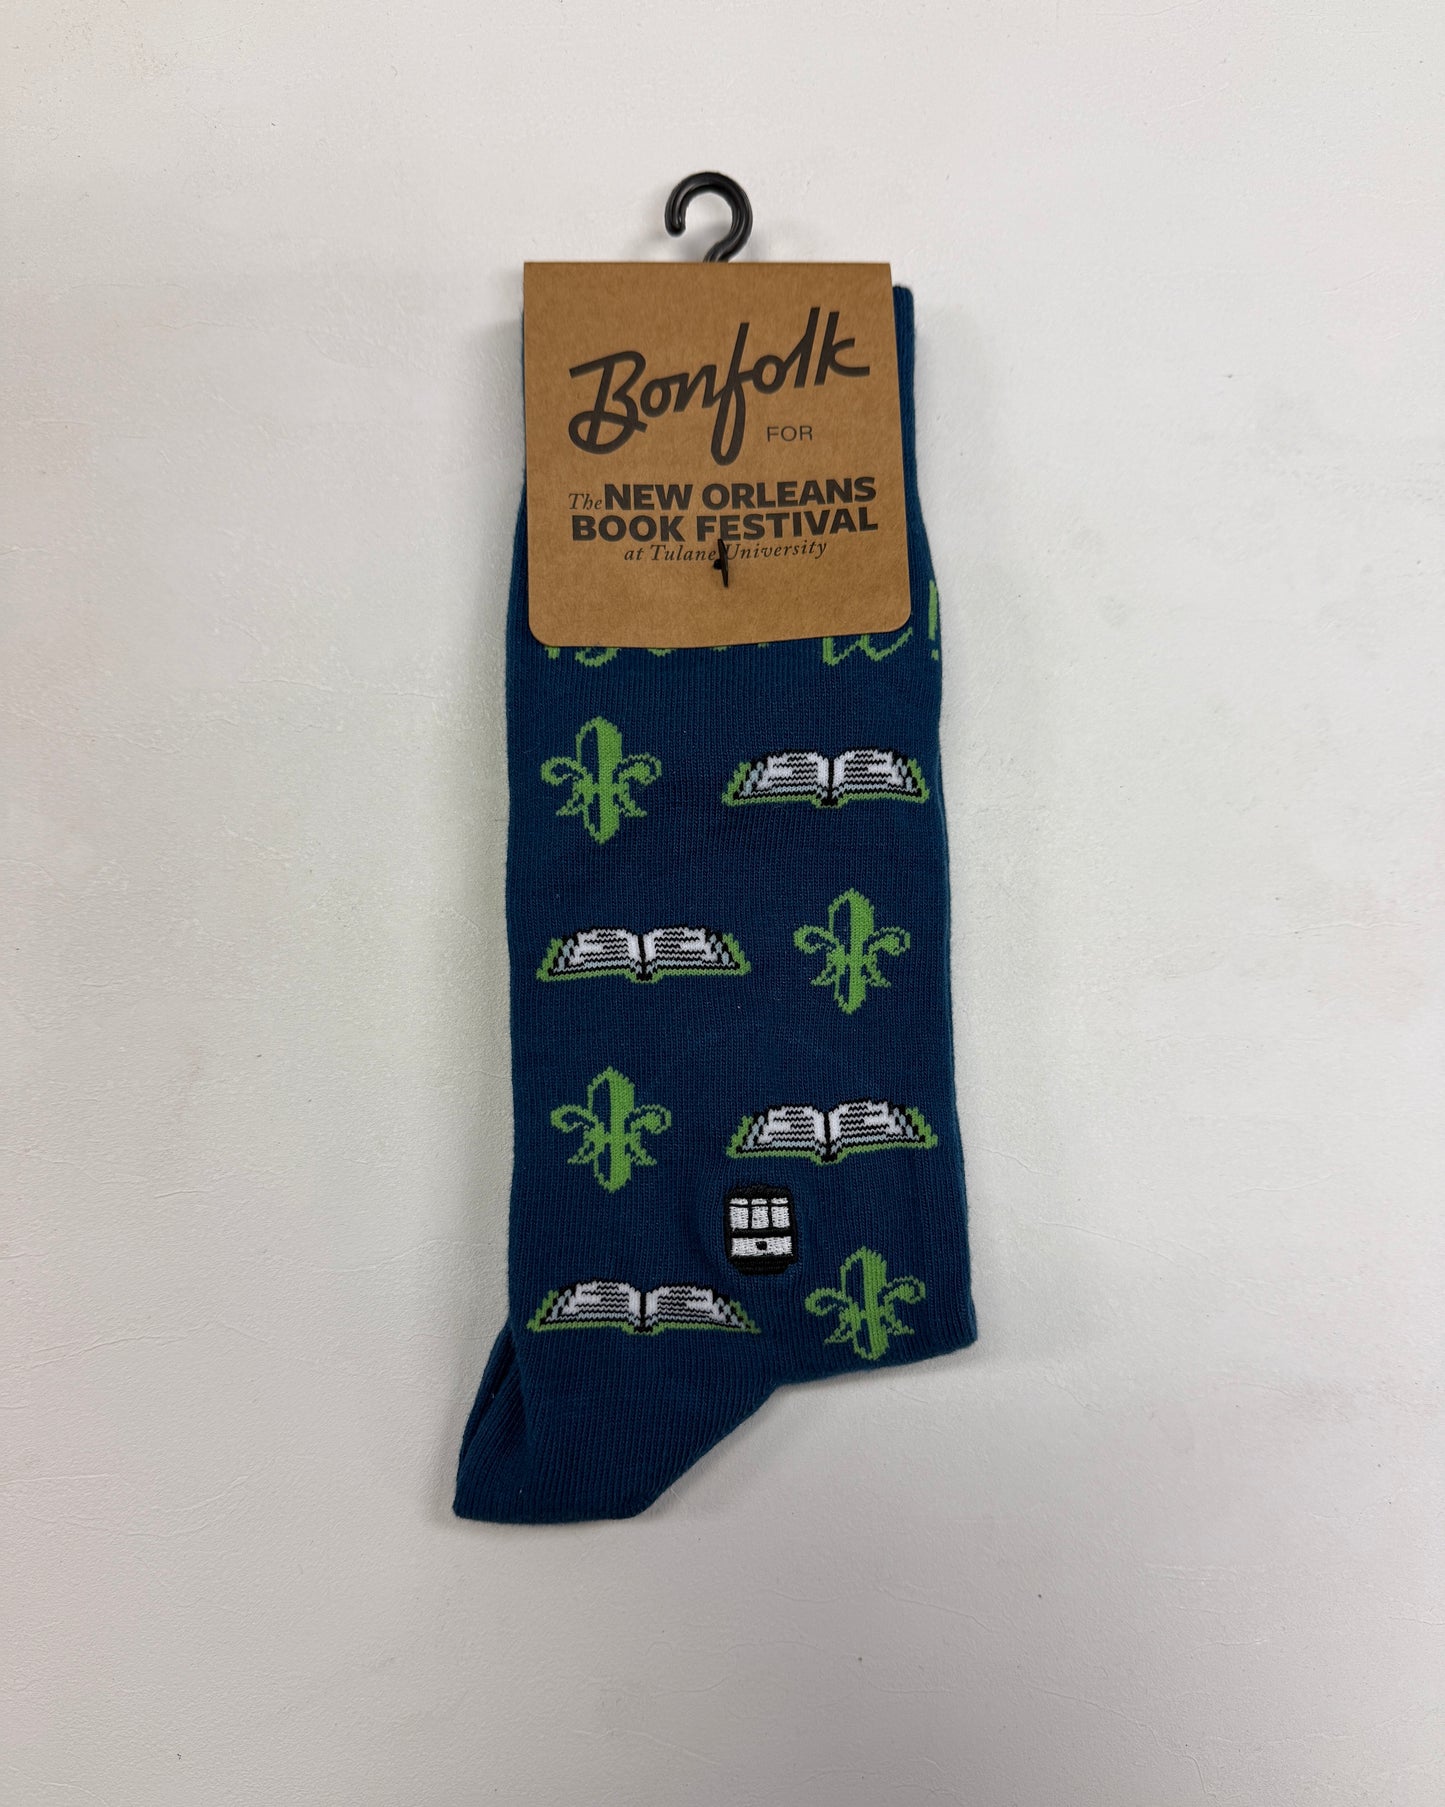 Bonfolk
FOR
The NEW ORLEANS
BOOK FESTIVAL
at Tulane University